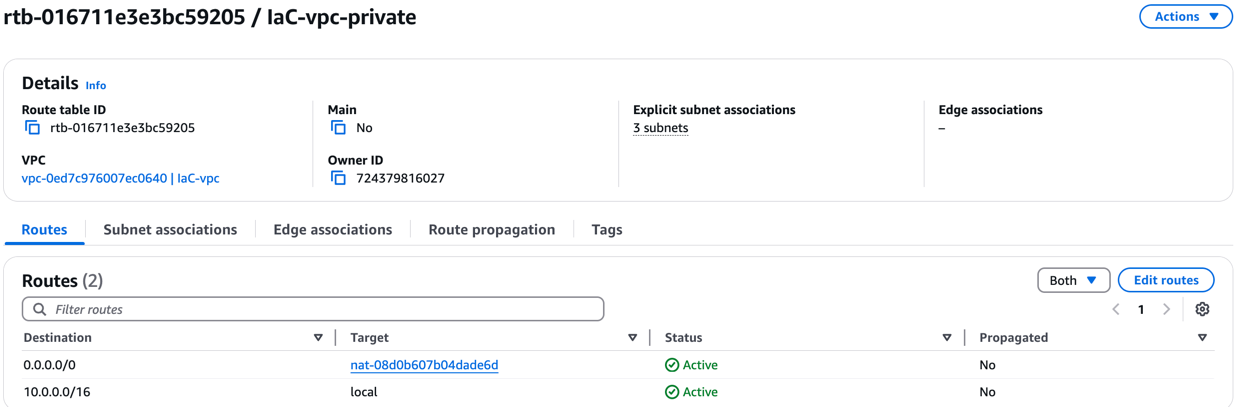 rtb-016711e3e3bc59205 / IaC-vpc-private
Actions
Details Info
Route table ID
rtb-016711e3e3bc59205
Main
No
Explicit subnet associations
3 subnets
Edge associations
–
VPC
vpc-0ed7c976007ec0640 | IaC-vpc
Owner ID
724379816027
Routes
Subnet associations
Edge associations
Route propagation
Tags
Routes (2)
Both
Edit routes
Filter routes
1
Destination Target Status Propagated
0.0.0.0/0 nat-08d0b607b04dade6d Active No
10.0.0.0/16 local Active No